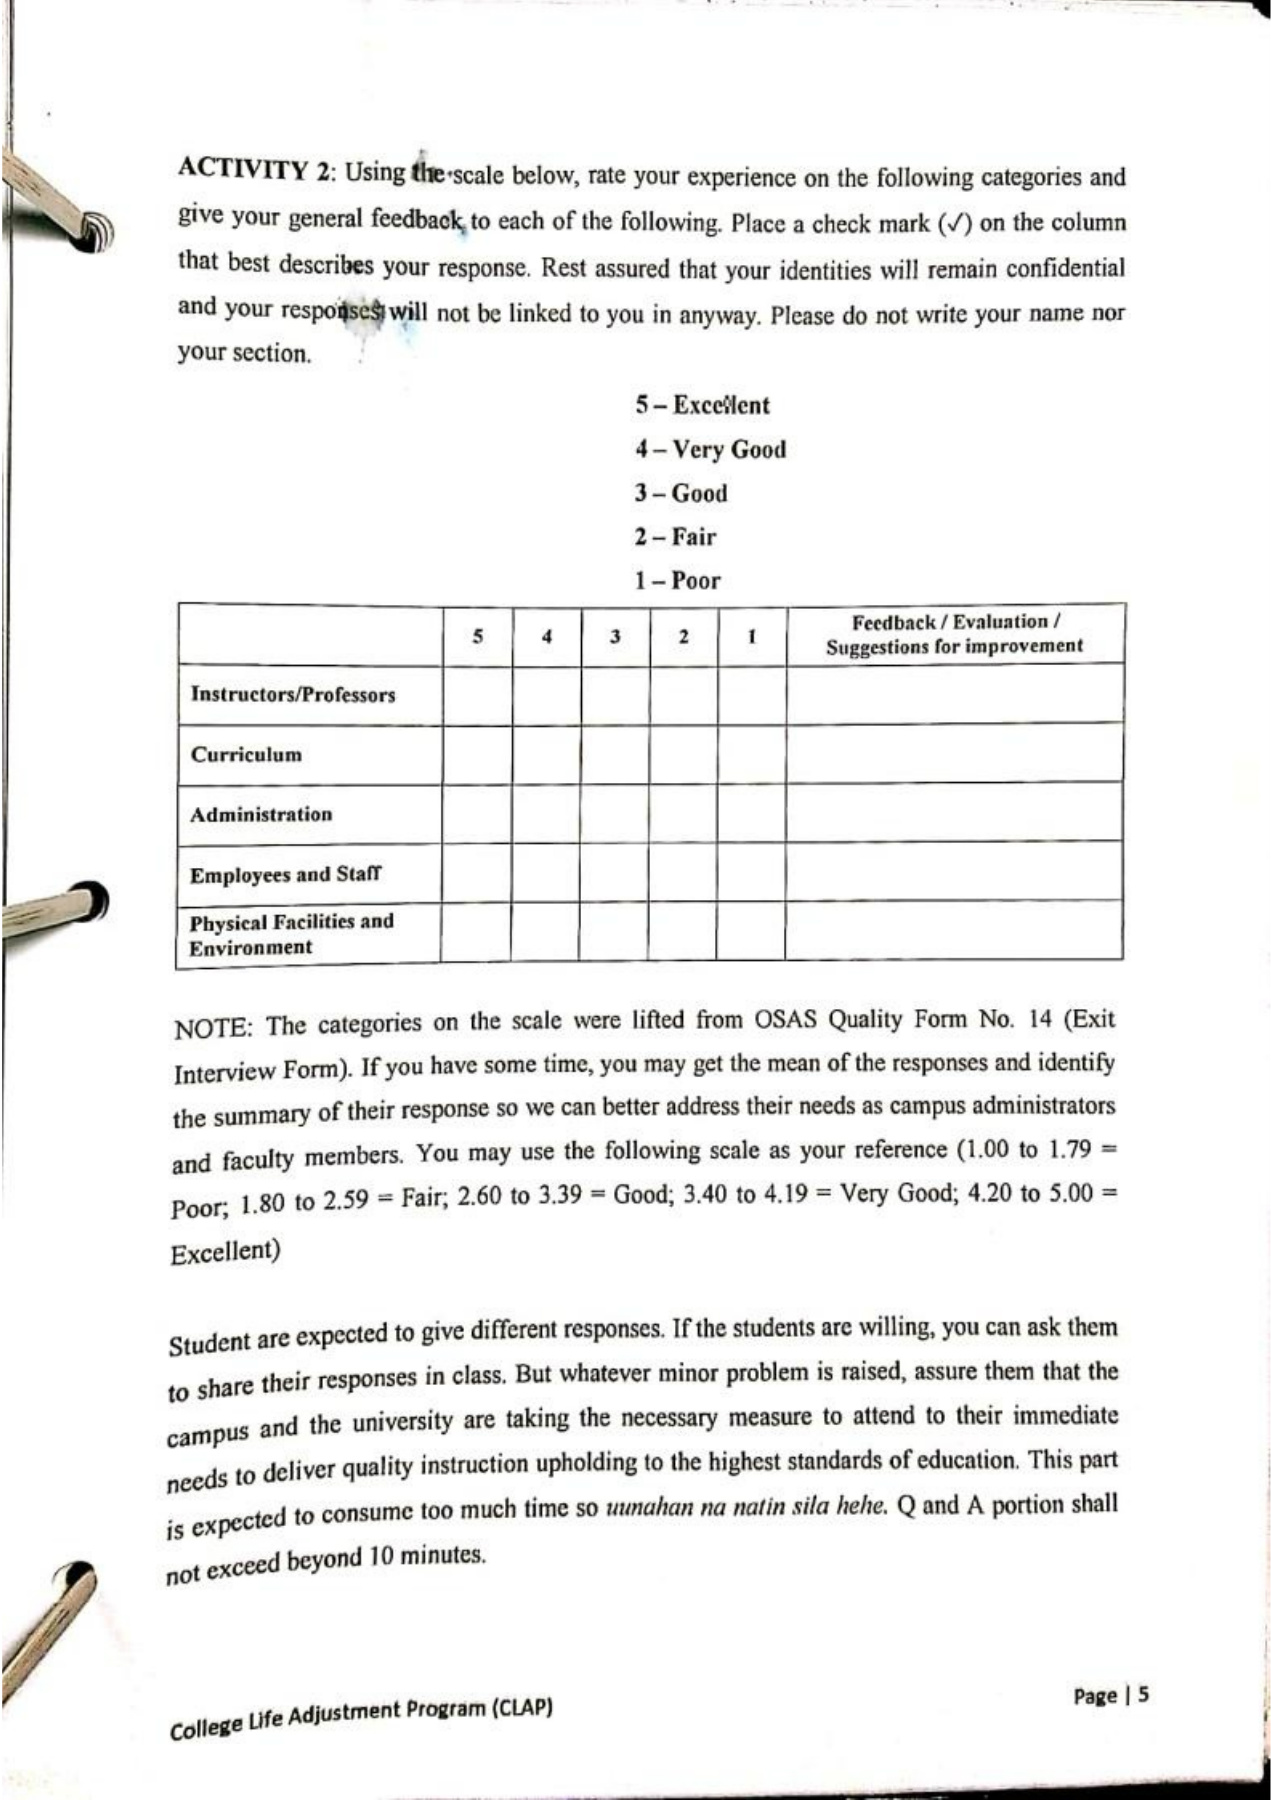 ACTIVITY 2: Using the scale below, rate your experience on the following categories and
give your general feedback, to each of the following. Place a check mark (✓) on the column
that best describes your response. Rest assured that your identities will remain confidential
and your responses will not be linked to you in anyway. Please do not write your name nor
your section.
5 – Excellent
4 – Very Good
3 – Good
2 – Fair
1 – Poor
5 4 3 2 1 Feedback / Evaluation /
Suggestions for improvement
Instructors/Professors
Curriculum
Administration
Employees and Staff
Physical Facilities and
Environment
NOTE: The categories on the scale were lifted from OSAS Quality Form No. 14 (Exit
Interview Form). If you have some time, you may get the mean of the responses and identify
the summary of their response so we can better address their needs as campus administrators
and faculty members. You may use the following scale as your reference (1.00 to 1.79 =
Poor; 1.80 to 2.59 = Fair; 2.60 to 3.39 = Good; 3.40 to 4.19 = Very Good; 4.20 to 5.00 =
Excellent)
Student are expected to give different responses. If the students are willing, you can ask them
to share their responses in class. But whatever minor problem is raised, assure them that the
campus and the university are taking the necessary measure to attend to their immediate
needs to deliver quality instruction upholding to the highest standards of education. This part
is expected to consume too much time so uunahan na natin sila hehe. Q and A portion shall
not exceed beyond 10 minutes.
College Life Adjustment Program (CLAP)
Page | 5